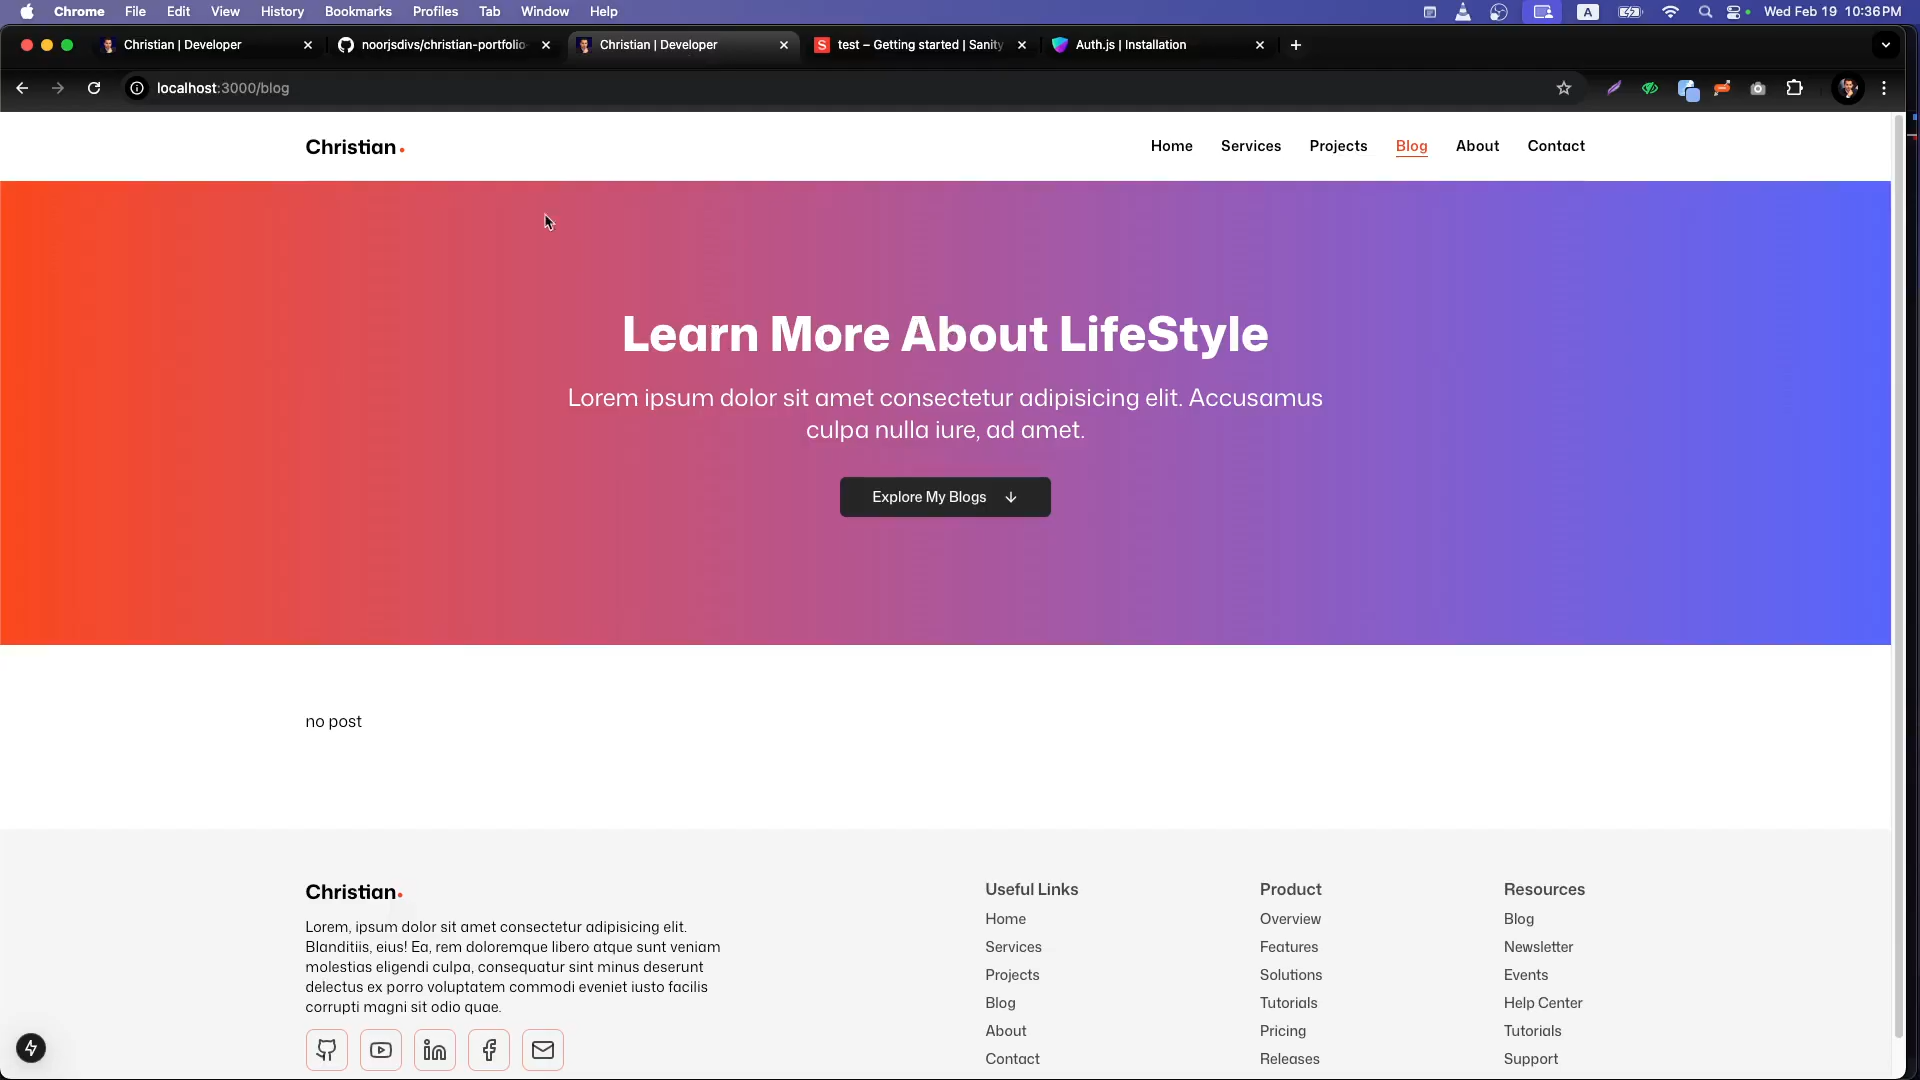 Chrome File Edit View History Bookmarks Profiles Tab Window Help A Wed Feb 19 10:36 PM
Christian | Developer noorjsdivs/christian-portfolio- Christian | Developer S test – Getting started | Sanity Auth.js | Installation
localhost:3000/blog
Christian.
Home Services Projects Blog About Contact
Learn More About LifeStyle
Lorem ipsum dolor sit amet consectetur adipisicing elit. Accusamus
culpa nulla iure, ad amet.
Explore My Blogs
no post
Christian.
Lorem, ipsum dolor sit amet consectetur adipisicing elit.
Blanditiis, eius! Ea, rem doloremque libero atque sunt veniam
molestias eligendi culpa, consequatur sint minus deserunt
delectus ex porro voluptatem commodi eveniet iusto facilis
corrupti magni sit odio quae.
Useful Links
Home
Services
Projects
Blog
About
Contact
Product
Overview
Features
Solutions
Tutorials
Pricing
Releases
Resources
Blog
Newsletter
Events
Help Center
Tutorials
Support